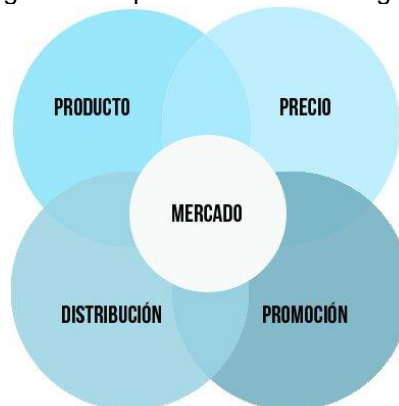 PRODUCTO
PRECIO
MERCADO
DISTRIBUCIÓN
PROMOCIÓN